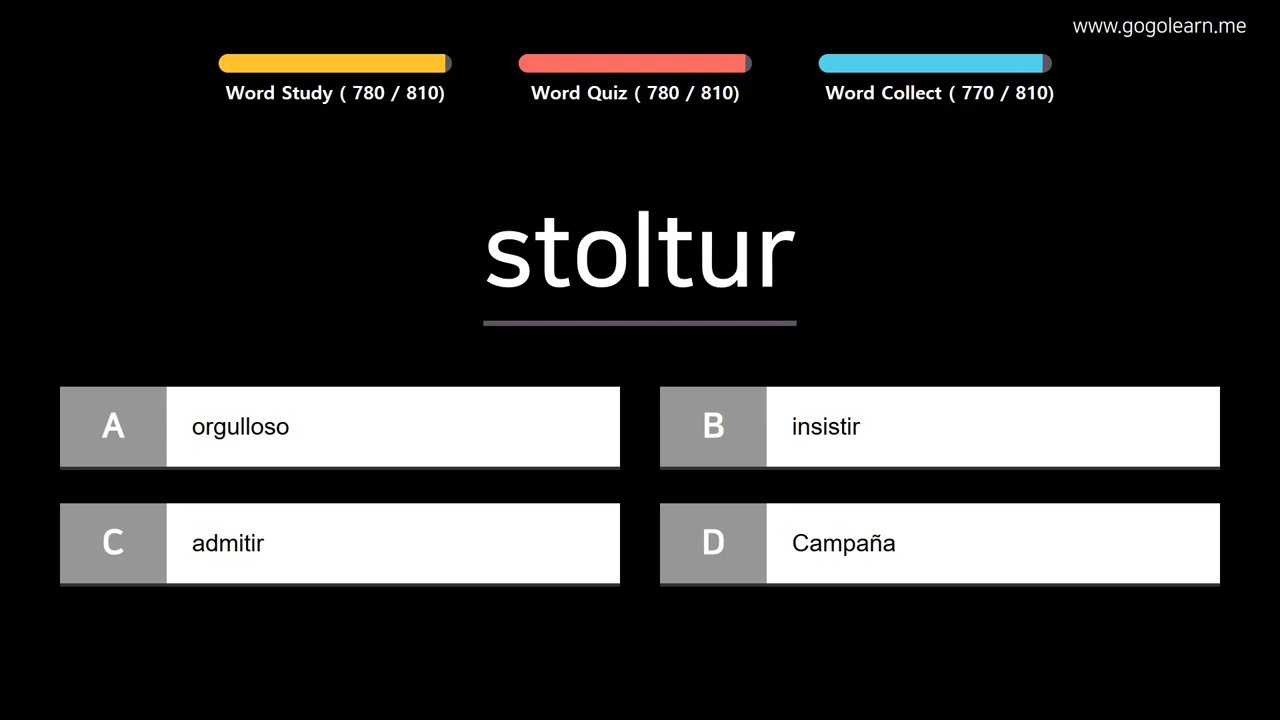 www.gogolearn.me
Word Study ( 780 / 810)
Word Quiz ( 780 / 810)
Word Collect ( 770 / 810)
stoltur
A orgulloso
B insistir
C admitir
D Campaña